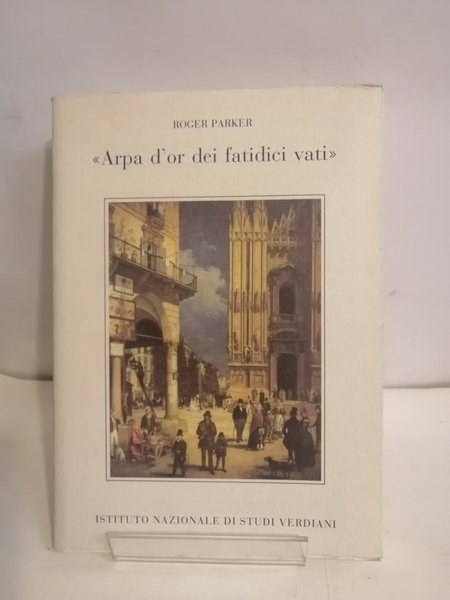 ROGER PARKER
«Arpa d'or dei fatidici vati»
ISTITUTO NAZIONALE DI STUDI VERDIANI